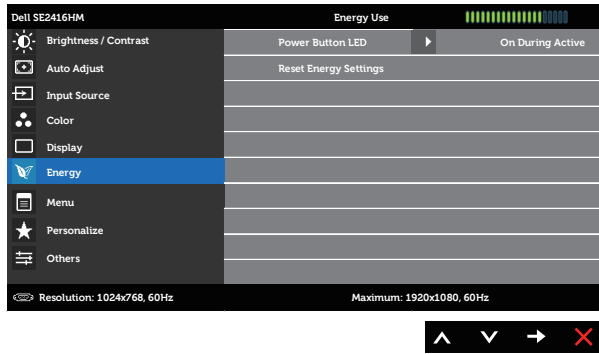 Dell SE2416HM Energy Use
Brightness / Contrast
Power Button LED On During Active
Auto Adjust
Reset Energy Settings
Input Source
Color
Display
Energy
Menu
Personalize
Others
Resolution: 1024x768, 60Hz Maximum: 1920x1080, 60Hz